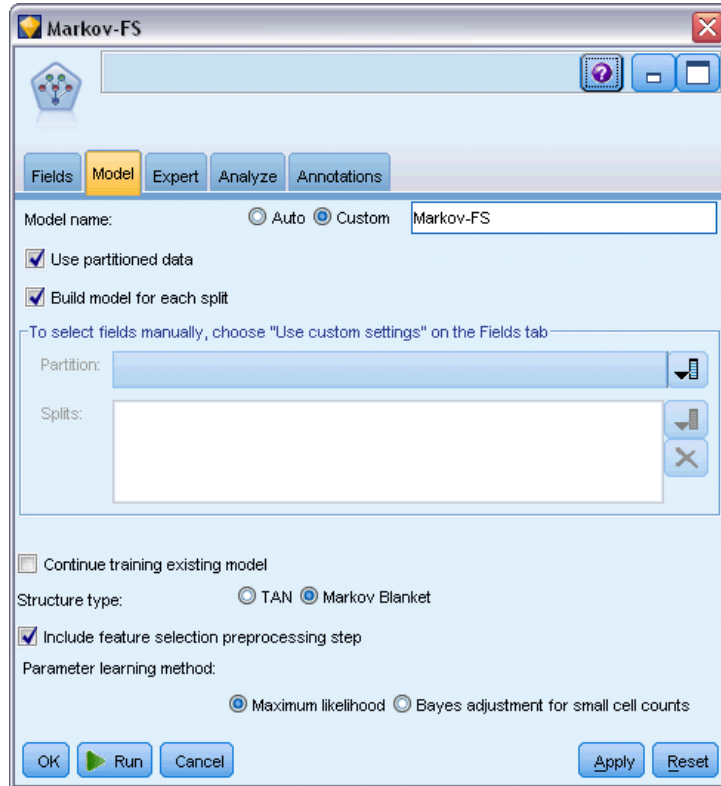 Markov-FS
Fields Model Expert Analyze Annotations
Model name: Auto Custom Markov-FS
Use partitioned data
Build model for each split
To select fields manually, choose "Use custom settings" on the Fields tab
Partition:
Splits:
Continue training existing model
Structure type: TAN Markov Blanket
Include feature selection preprocessing step
Parameter learning method:
Maximum likelihood Bayes adjustment for small cell counts
OK Run Cancel Apply Reset